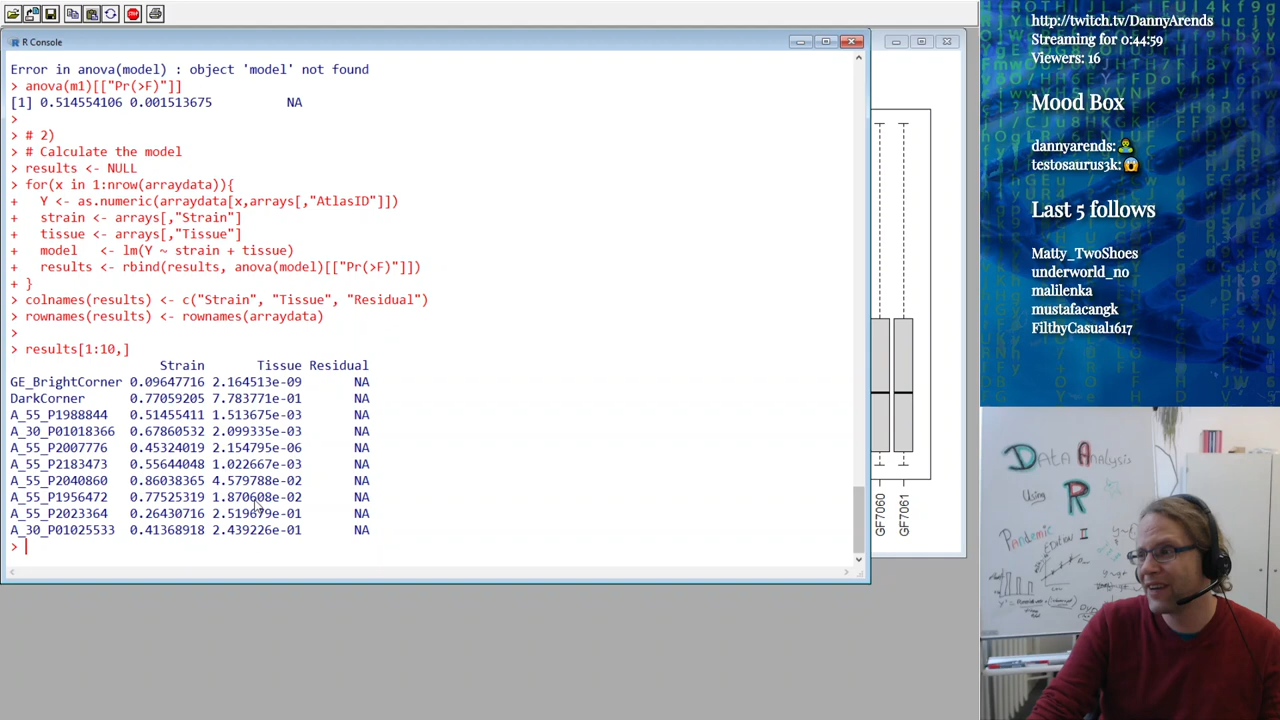 R Console
Error in anova(model) : object 'model' not found
> anova(m1)[["Pr(>F)"]]
[1] 0.514554106 0.001513675          NA
>
> # 2)
> # Calculate the model
> results <- NULL
> for(x in 1:nrow(arraydata)){
+   Y <- as.numeric(arraydata[x,arrays[,"AtlasID"]])
+   strain <- arrays[,"Strain"]
+   tissue <- arrays[,"Tissue"]
+   model   <- lm(Y ~ strain + tissue)
+   results <- rbind(results, anova(model)[["Pr(>F)"]])
+ }
> colnames(results) <- c("Strain", "Tissue", "Residual")
> rownames(results) <- rownames(arraydata)
>
> results[1:10,]
Strain       Tissue Residual
GE_BrightCorner 0.09647716 2.164513e-09       NA
DarkCorner      0.77059205 7.783771e-01       NA
A_55_P1988844   0.51455411 1.513675e-03       NA
A_30_P01018366  0.67860532 2.099335e-03       NA
A_55_P2007776   0.45324019 2.154795e-06       NA
A_55_P2183473   0.55644048 1.022667e-03       NA
A_55_P2040860   0.86038365 4.579788e-02       NA
A_55_P1956472   0.77525319 1.870608e-02       NA
A_55_P2023364   0.26430716 2.519679e-01       NA
A_30_P01025533  0.41368918 2.439226e-01       NA
>
GF7060
GF7061
http://twitch.tv/DannyArends
Streaming for 0:44:59
Viewers: 16
Mood Box
dannyarends:
testosaurus3k:
Last 5 follows
Matty_TwoShoes
underworld_no
malilenka
mustafacangk
FilthyCasual1617
DATA ANALYSIS
Using R
Pandemic
EDITION II